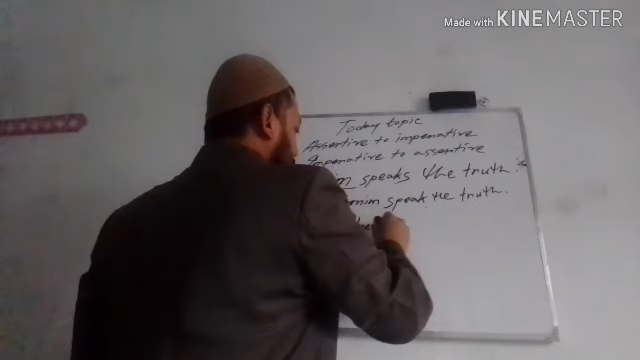 Made with KINEMASTER
Today topic
Assertive to imperative
Imperative to assertive
speaks the truth.
speak the truth.